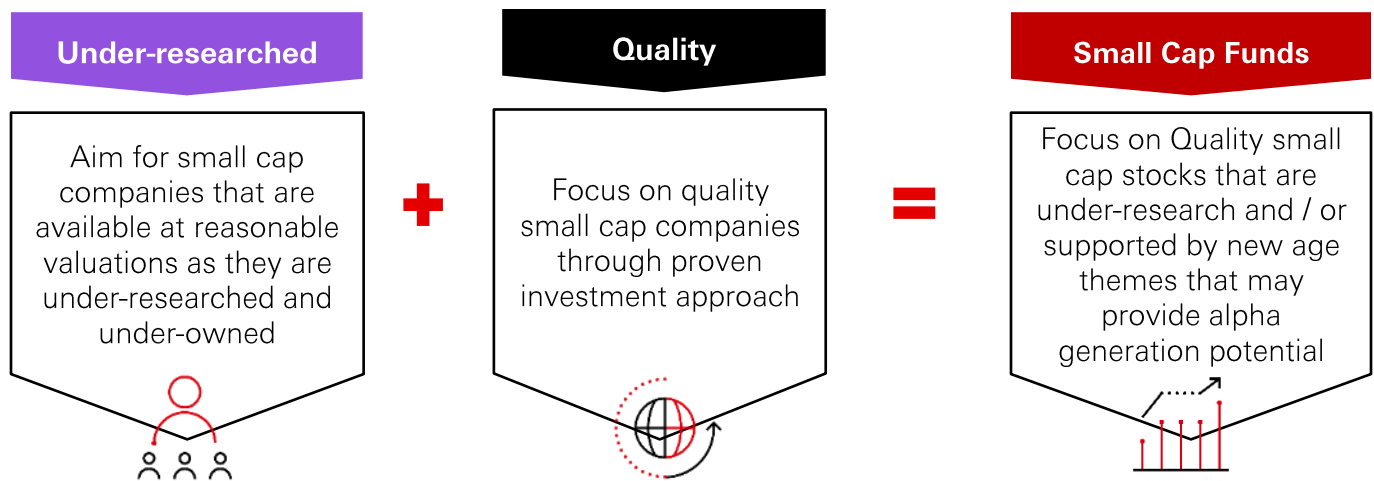 Under-researched
Aim for small cap
companies that are
available at reasonable
valuations as they are
under-researched and
under-owned
+
Quality
Focus on quality
small cap companies
through proven
investment approach
=
Small Cap Funds
Focus on Quality small
cap stocks that are
under-research and / or
supported by new age
themes that may
provide alpha
generation potential